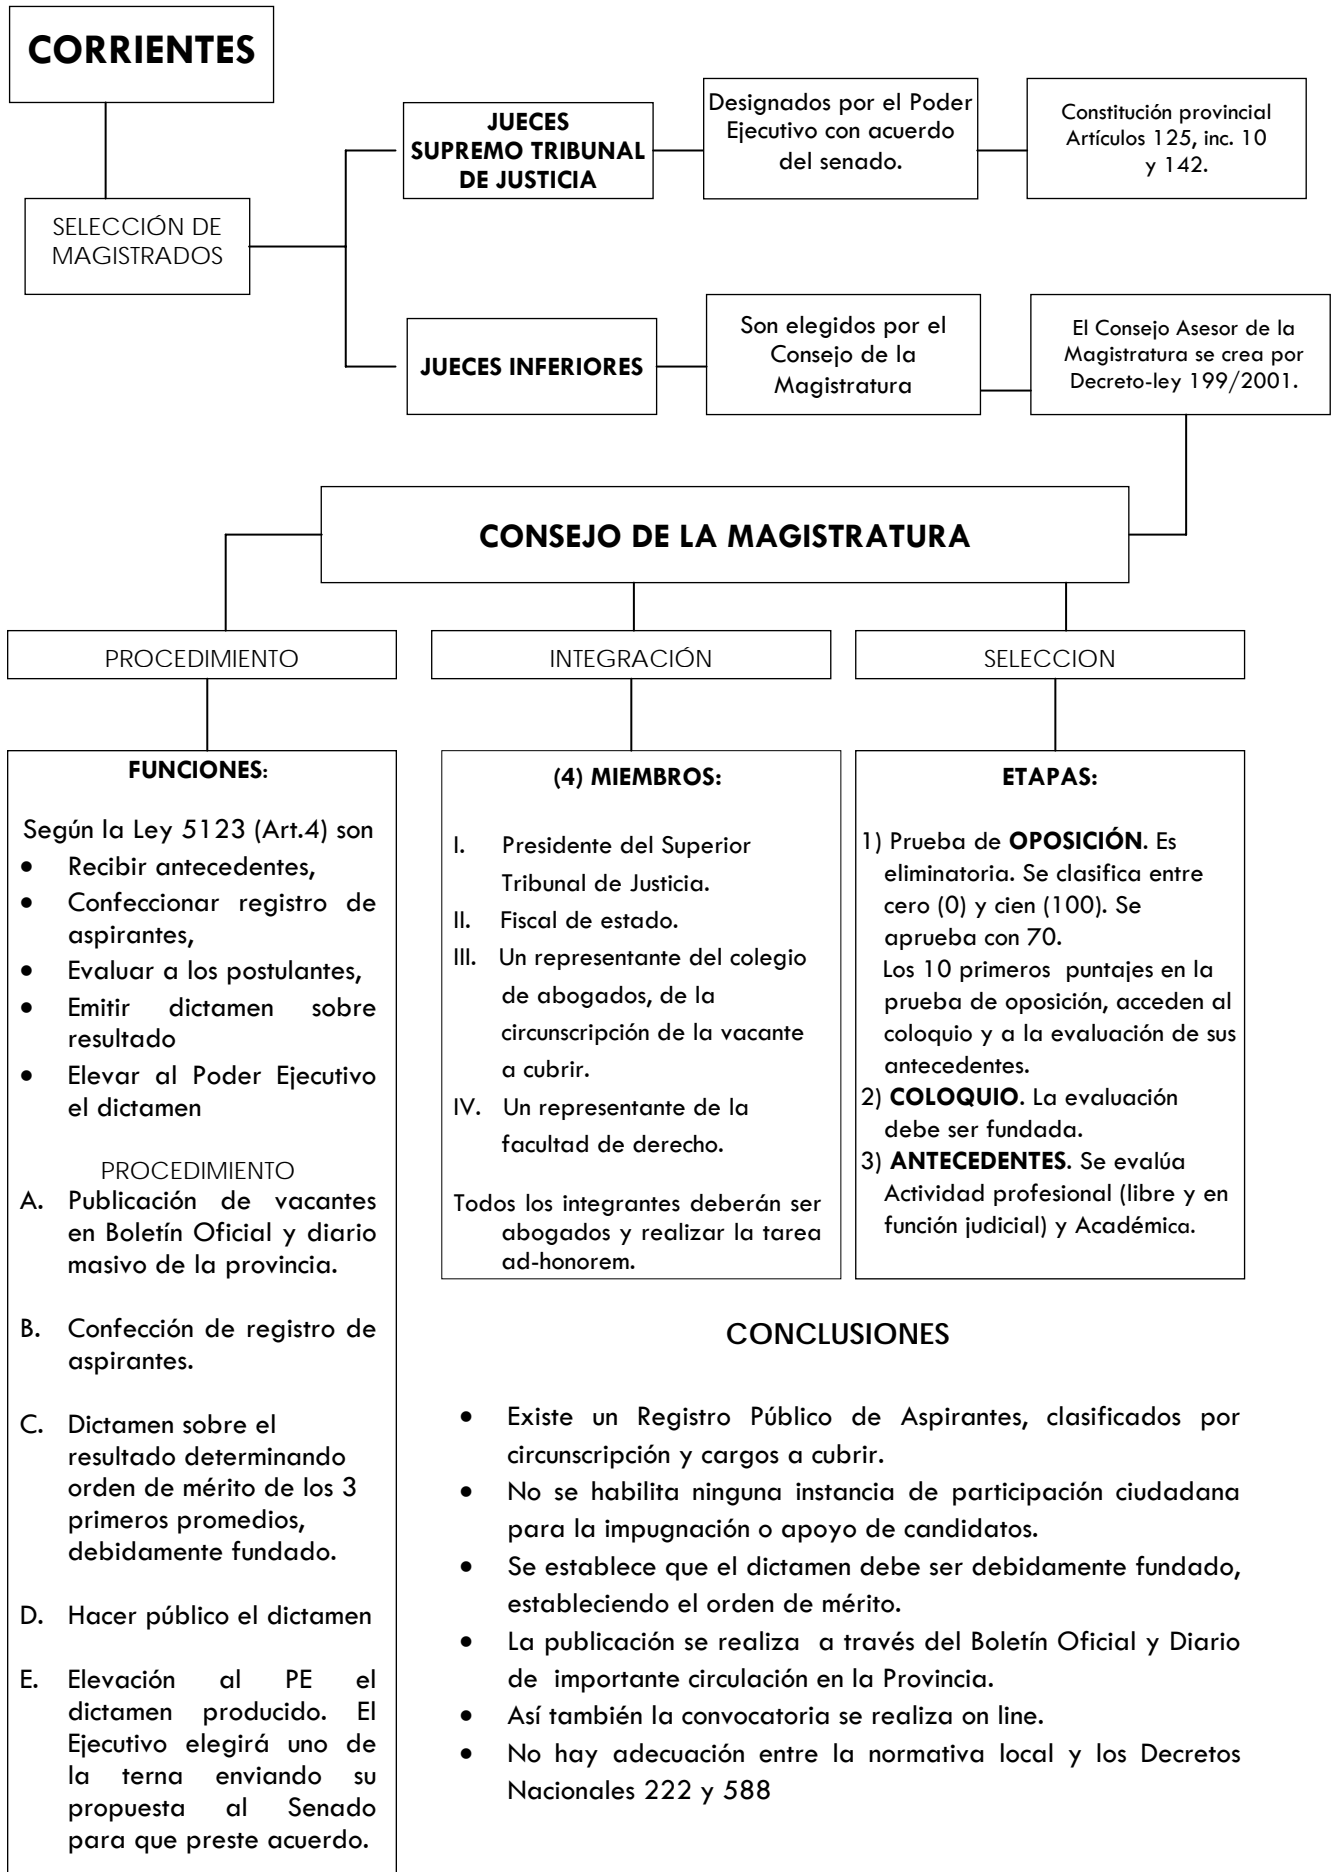 CORRIENTES
SELECCIÓN DE
MAGISTRADOS
JUECES
SUPREMO TRIBUNAL
DE JUSTICIA
Designados por el Poder
Ejecutivo con acuerdo
del senado.
Constitución provincial
Artículos 125, inc. 10
y 142.
JUECES INFERIORES
Son elegidos por el
Consejo de la
Magistratura
El Consejo Asesor de la
Magistratura se crea por
Decreto-ley 199/2001.
CONSEJO DE LA MAGISTRATURA
PROCEDIMIENTO
FUNCIONES:
Según la Ley 5123 (Art.4) son
• Recibir antecedentes,
• Confeccionar registro de
aspirantes,
• Evaluar a los postulantes,
• Emitir dictamen sobre
resultado
• Elevar al Poder Ejecutivo
el dictamen
PROCEDIMIENTO
A. Publicación de vacantes
en Boletín Oficial y diario
masivo de la provincia.
B. Confección de registro de
aspirantes.
C. Dictamen sobre el
resultado determinando
orden de mérito de los 3
primeros promedios,
debidamente fundado.
D. Hacer público el dictamen
E. Elevación al PE el
dictamen producido. El
Ejecutivo elegirá uno de
la terna enviando su
propuesta al Senado
para que preste acuerdo.
INTEGRACIÓN
(4) MIEMBROS:
I. Presidente del Superior
Tribunal de Justicia.
II. Fiscal de estado.
III. Un representante del colegio
de abogados, de la
circunscripción de la vacante
a cubrir.
IV. Un representante de la
facultad de derecho.
Todos los integrantes deberán ser
abogados y realizar la tarea
ad-honorem.
SELECCION
ETAPAS:
1) Prueba de OPOSICIÓN. Es
eliminatoria. Se clasifica entre
cero (0) y cien (100). Se
aprueba con 70.
Los 10 primeros puntajes en la
prueba de oposición, acceden al
coloquio y a la evaluación de sus
antecedentes.
2) COLOQUIO. La evaluación
debe ser fundada.
3) ANTECEDENTES. Se evalúa
Actividad profesional (libre y en
función judicial) y Académica.
CONCLUSIONES
• Existe un Registro Público de Aspirantes, clasificados por
circunscripción y cargos a cubrir.
• No se habilita ninguna instancia de participación ciudadana
para la impugnación o apoyo de candidatos.
• Se establece que el dictamen debe ser debidamente fundado,
estableciendo el orden de mérito.
• La publicación se realiza a través del Boletín Oficial y Diario
de importante circulación en la Provincia.
• Así también la convocatoria se realiza on line.
• No hay adecuación entre la normativa local y los Decretos
Nacionales 222 y 588